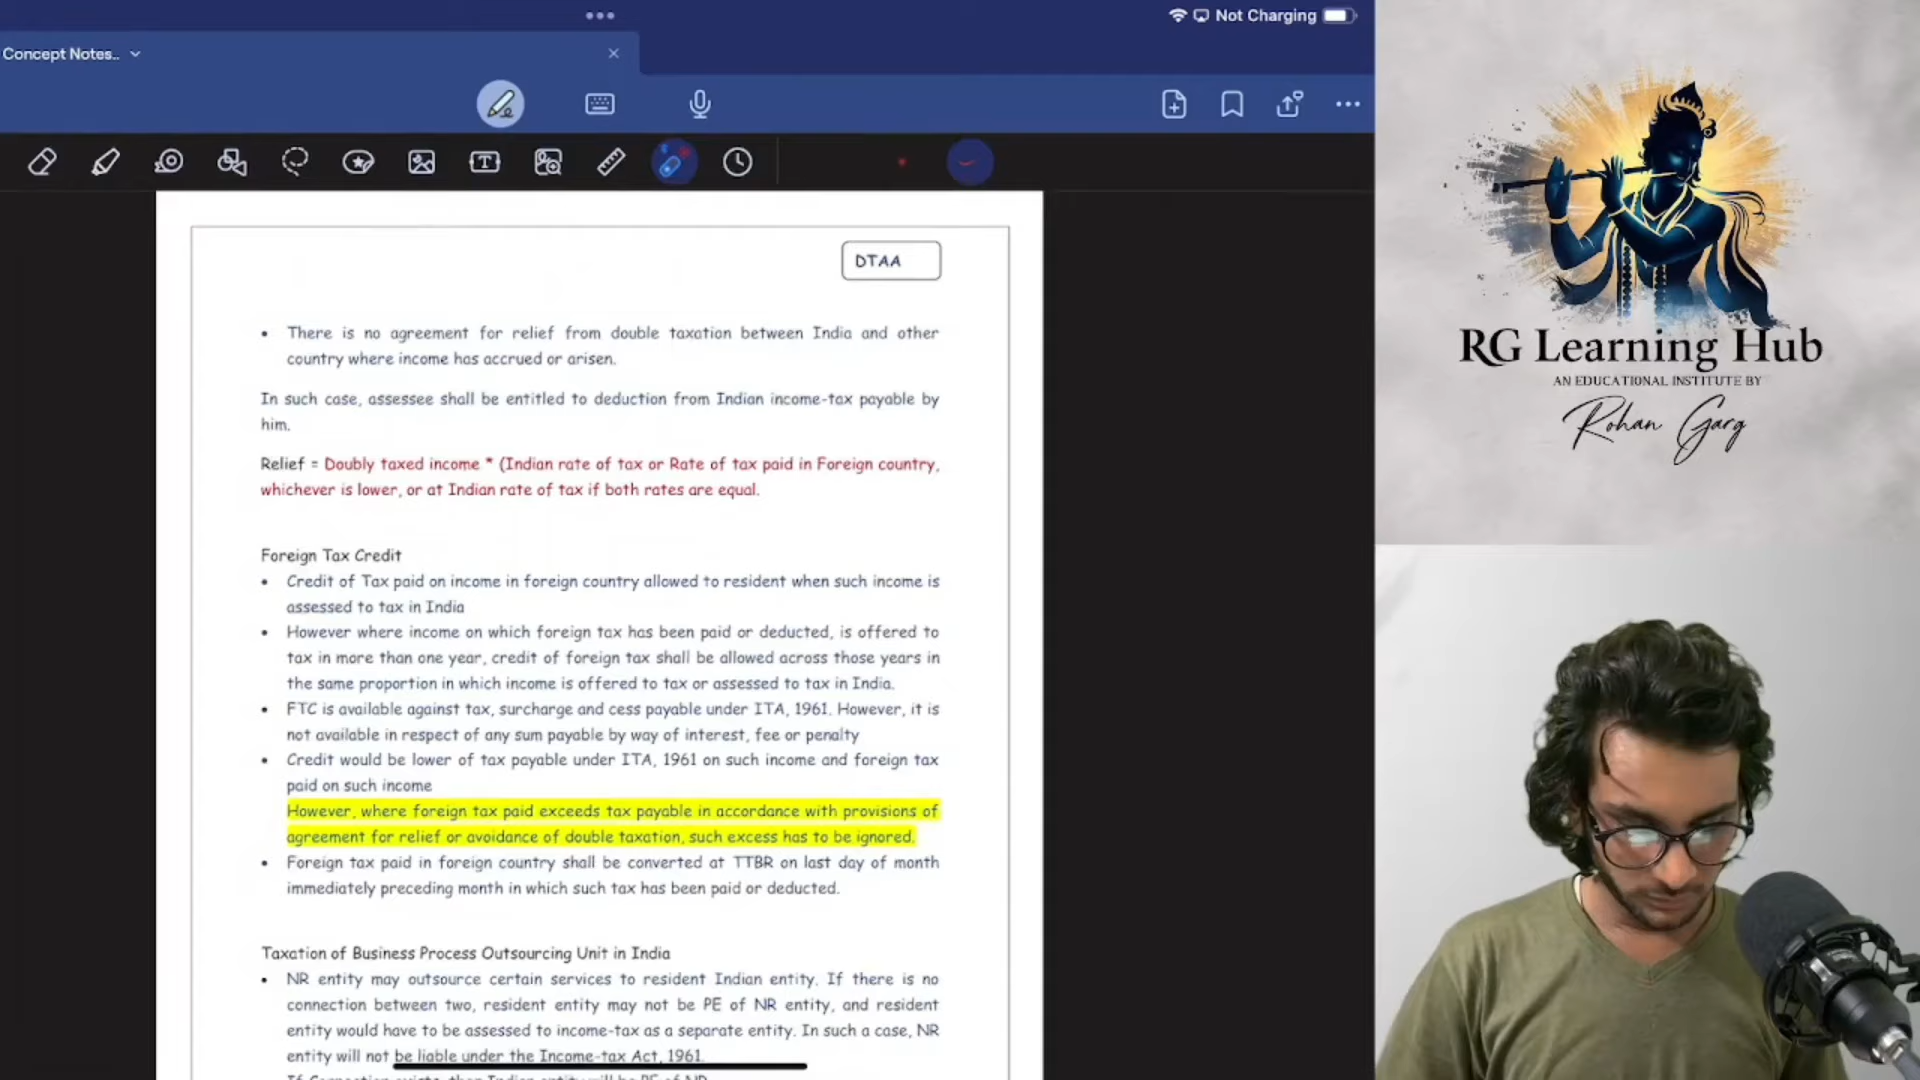 Not Charging
Concept Notes..
DTAA
• There is no agreement for relief from double taxation between India and other
country where income has accrued or arisen.
In such case, assessee shall be entitled to deduction from Indian income-tax payable by
him.
Relief = Doubly taxed income * (Indian rate of tax or Rate of tax paid in Foreign country,
whichever is lower, or at Indian rate of tax if both rates are equal.
Foreign Tax Credit
• Credit of Tax paid on income in foreign country allowed to resident when such income is
assessed to tax in India
• However where income on which foreign tax has been paid or deducted, is offered to
tax in more than one year, credit of foreign tax shall be allowed across those years in
the same proportion in which income is offered to tax or assessed to tax in India.
• FTC is available against tax, surcharge and cess payable under ITA, 1961. However, it is
not available in respect of any sum payable by way of interest, fee or penalty
• Credit would be lower of tax payable under ITA, 1961 on such income and foreign tax
paid on such income
However, where foreign tax paid exceeds tax payable in accordance with provisions of
agreement for relief or avoidance of double taxation, such excess has to be ignored.
• Foreign tax paid in foreign country shall be converted at TTBR on last day of month
immediately preceding month in which such tax has been paid or deducted.
Taxation of Business Process Outsourcing Unit in India
• NR entity may outsource certain services to resident Indian entity. If there is no
connection between two, resident entity may not be PE of NR entity, and resident
entity would have to be assessed to income-tax as a separate entity. In such a case, NR
entity will not be liable under the Income-tax Act, 1961.
RG Learning Hub
AN EDUCATIONAL INSTITUTE BY
Rohan Garg